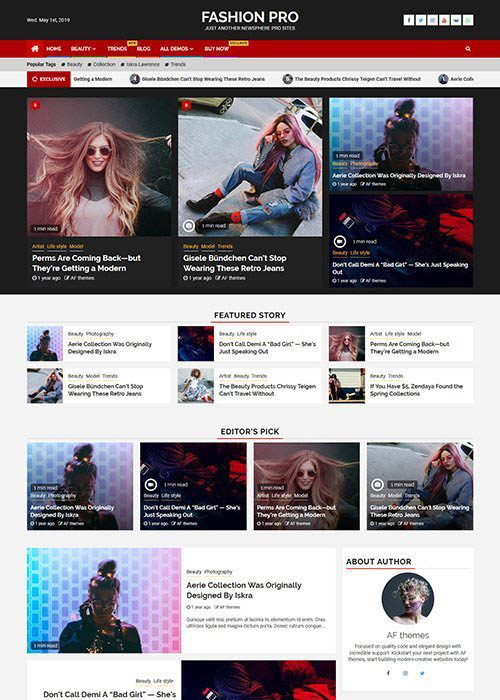 Wed. May 1st, 2019
FASHION PRO
JUST ANOTHER NEWSPHERE PRO SITES
HOME
BEAUTY
TRENDS
NEW
BLOG
ALL DEMOS
BUY NOW
EXCLUSIVE
Popular Tags # Beauty # Collection # Iskra Lawrence # Trends
EXCLUSIVE
Getting a Modern
4 Gisele Bündchen Can't Stop Wearing These Retro Jeans
5 The Beauty Products Chrissy Teigen Can't Travel Without
1 Aerie Colle
1 min read
Artist Life style Model
Perms Are Coming Back—but
They're Getting a Modern
1 year ago AF themes
1 min read
Beauty Model Trends
Gisele Bündchen Can't Stop
Wearing These Retro Jeans
1 year ago AF themes
1 min read
Beauty Photography
Aerie Collection Was Originally Designed By Iskra
1 year ago AF themes
1 min read
Beauty Life style
Don't Call Demi A "Bad Girl" — She's Just Speaking
Out
1 year ago AF themes
FEATURED STORY
Beauty Photography
Aerie Collection Was Originally
Designed By Iskra
Beauty Life style
Don't Call Demi A "Bad Girl" — She's
Just Speaking Out
Artist Life style Model
Perms Are Coming Back—but
They're Getting a Modern
Beauty Model Trends
Gisele Bündchen Can't Stop
Wearing These Retro Jeans
Artist Beauty Trends
The Beauty Products Chrissy Teigen
Can't Travel Without
Beauty Trends
If You Have $5, Zendaya Found the
Spring Collections
EDITOR'S PICK
1 min read
Beauty Photography
Aerie Collection Was Originally
Designed By Iskra
1 year ago AF themes
1 min read
Beauty Life style
Don't Call Demi A "Bad Girl" — She's
Just Speaking Out
1 year ago AF themes
1 min read
Artist Life style Model
Perms Are Coming Back—but
They're Getting a Modern
1 year ago AF themes
1 min read
Beauty Model Trends
Gisele Bündchen Can't Stop
Wearing These Retro Jeans
1 year ago AF themes
1 min read
Beauty Photography
Aerie Collection Was Originally
Designed By Iskra
1 year ago AF themes
Quisque velit nisi, pretium ut lacinia in, elementum id enim. Cras
ultricies ligula sed magna dictum porta. Donec rutrum congue...
ABOUT AUTHOR
AF themes
Focused on quality code and elegant design with
incredible support. Kickstart your next project with AF
themes, start building modern creative websites today!
Beauty Life style
Don't Call Demi A "Bad Girl" — She's